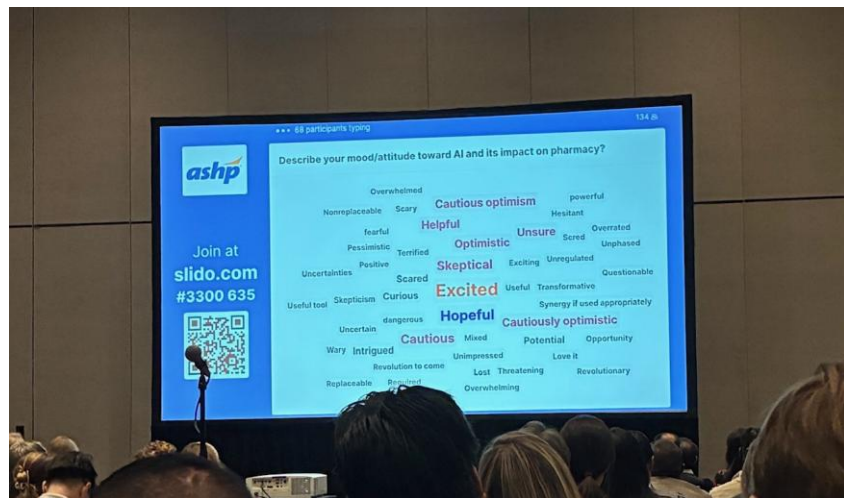 68 participants typing
134
ashp
Describe your mood/attitude toward AI and its impact on pharmacy?
Join at
slido.com
#3300 635
Overwhelmed
Nonreplaceable
Scary
Cautious optimism
powerful
Hesitant
fearful
Helpful
Unsure
Scred
Overrated
Pessimistic
Terrified
Optimistic
Unphased
Uncertainties
Positive
Skeptical
Exciting
Unregulated
Scared
Questionable
Useful tool
Skepticism
Curious
Excited
Useful
Transformative
Synergy if used appropriately
dangerous
Hopeful
Cautiously optimistic
Uncertain
Cautious
Mixed
Potential
Opportunity
Wary
Intrigued
Unimpressed
Love it
Revolution to come
Lost
Threatening
Revolutionary
Replaceable
Required
Overwhelming